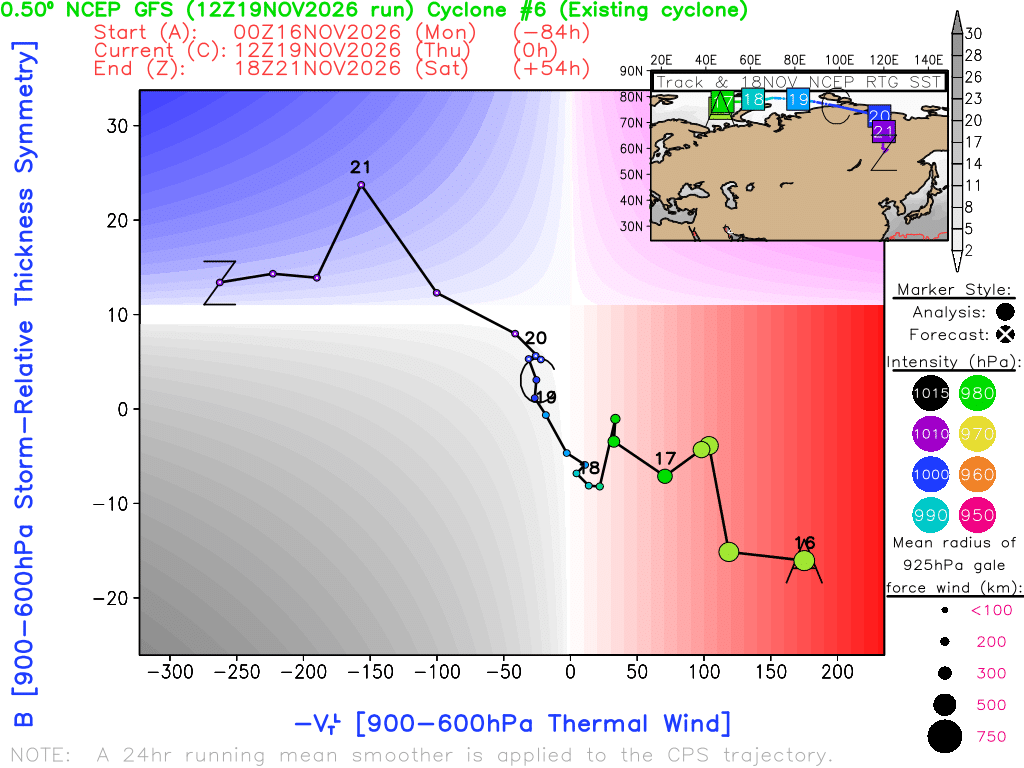 0.50° NCEP GFS (12Z19NOV2026 run) Cyclone #6 (Existing cyclone)
Start (A): 00Z16NOV2026 (Mon) (−84h)
Current (C): 12Z19NOV2026 (Thu) (0h)
End (Z): 18Z21NOV2026 (Sat) (+54h)
B [900−600hPa Storm−Relative Thickness Symmetry]
30
20
10
0
−10
−20
−300 −250 −200 −150 −100 −50 0 50 100 150 200
−V_T^L [900−600hPa Thermal Wind]
NOTE: A 24hr running mean smoother is applied to the CPS trajectory.
21
Z
20
C
19
18
17
16
A
20E 40E 60E 80E 100E 120E 140E
Track & 18NOV NCEP RTG SST
90N
80N
70N
60N
50N
40N
30N
17 18 19 20 21
Z
30
28
26
23
20
17
14
11
8
5
2
Marker Style:
Analysis:
Forecast:
Intensity (hPa):
1015 980
1010 970
1000 960
990 950
Mean radius of
925hPa gale
force wind (km):
<100
200
300
500
750